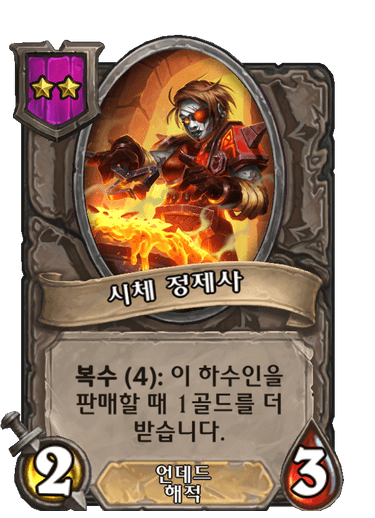 시체 정제사
복수 (4): 이 하수인을
판매할 때 1골드를 더
받습니다.
2
언데드
해적
3